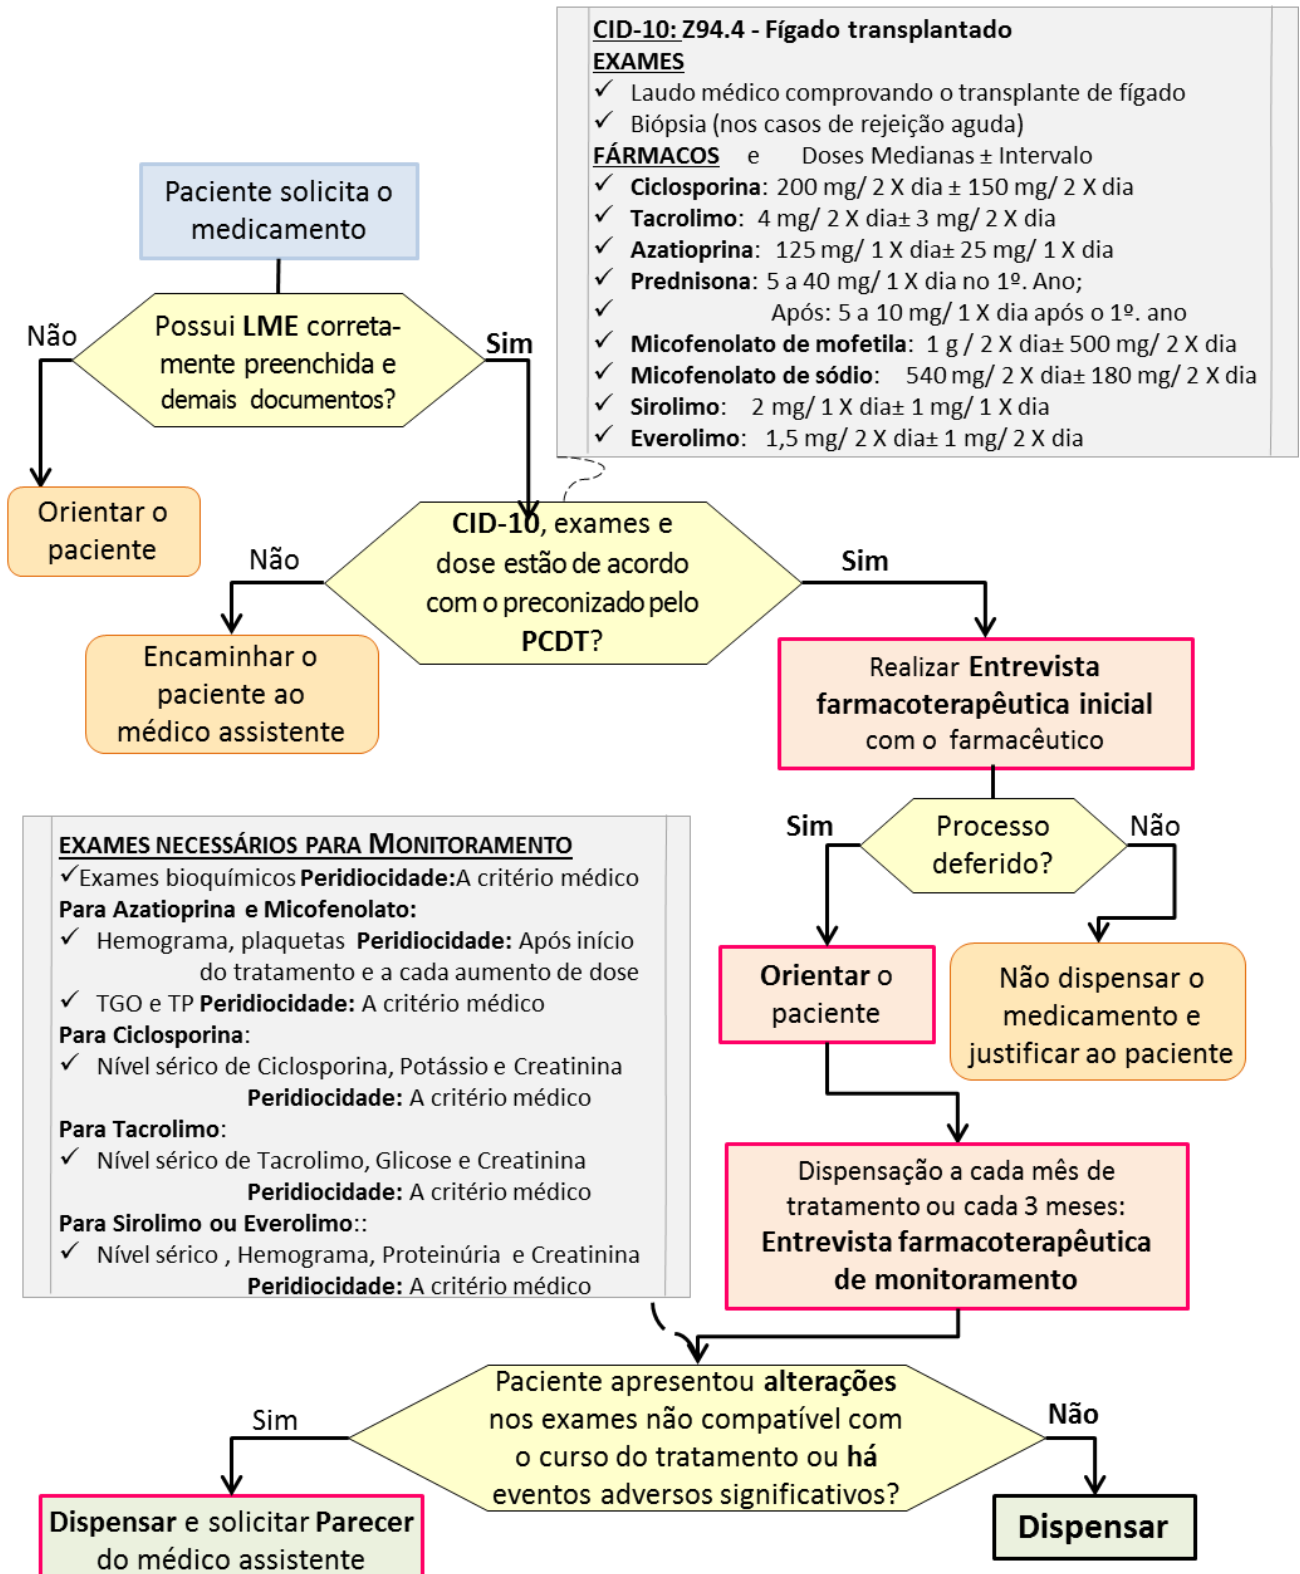 CID-10: Z94.4 - Fígado transplantado
EXAMES
✓ Laudo médico comprovando o transplante de fígado
✓ Biópsia (nos casos de rejeição aguda)
FÁRMACOS e Doses Medianas ± Intervalo
✓ Ciclosporina: 200 mg/ 2 X dia ± 150 mg/ 2 X dia
✓ Tacrolimo: 4 mg/ 2 X dia± 3 mg/ 2 X dia
✓ Azatioprina: 125 mg/ 1 X dia± 25 mg/ 1 X dia
✓ Prednisona: 5 a 40 mg/ 1 X dia no 1º. Ano;
✓ Após: 5 a 10 mg/ 1 X dia após o 1º. ano
✓ Micofenolato de mofetila: 1 g / 2 X dia± 500 mg/ 2 X dia
✓ Micofenolato de sódio: 540 mg/ 2 X dia± 180 mg/ 2 X dia
✓ Sirolimo: 2 mg/ 1 X dia± 1 mg/ 1 X dia
✓ Everolimo: 1,5 mg/ 2 X dia± 1 mg/ 2 X dia
Paciente solicita o
medicamento
Não
Possui LME correta-
mente preenchida e
demais documentos?
Sim
Orientar o
paciente
Não
CID-10, exames e
dose estão de acordo
com o preconizado pelo
PCDT?
Sim
Encaminhar o
paciente ao
médico assistente
Realizar Entrevista
farmacoterapêutica inicial
com o farmacêutico
Sim
Processo
deferido?
Não
Orientar o
paciente
Não dispensar o
medicamento e
justificar ao paciente
EXAMES NECESSÁRIOS PARA MONITORAMENTO
✓Exames bioquímicos Peridiocidade:A critério médico
Para Azatioprina e Micofenolato:
✓ Hemograma, plaquetas Peridiocidade: Após início
do tratamento e a cada aumento de dose
✓ TGO e TP Peridiocidade: A critério médico
Para Ciclosporina:
✓ Nível sérico de Ciclosporina, Potássio e Creatinina
Peridiocidade: A critério médico
Para Tacrolimo:
✓ Nível sérico de Tacrolimo, Glicose e Creatinina
Peridiocidade: A critério médico
Para Sirolimo ou Everolimo::
✓ Nível sérico , Hemograma, Proteinúria e Creatinina
Peridiocidade: A critério médico
Dispensação a cada mês de
tratamento ou cada 3 meses:
Entrevista farmacoterapêutica
de monitoramento
Sim
Paciente apresentou alterações
nos exames não compatível com
o curso do tratamento ou há
eventos adversos significativos?
Não
Dispensar e solicitar Parecer
do médico assistente
Dispensar